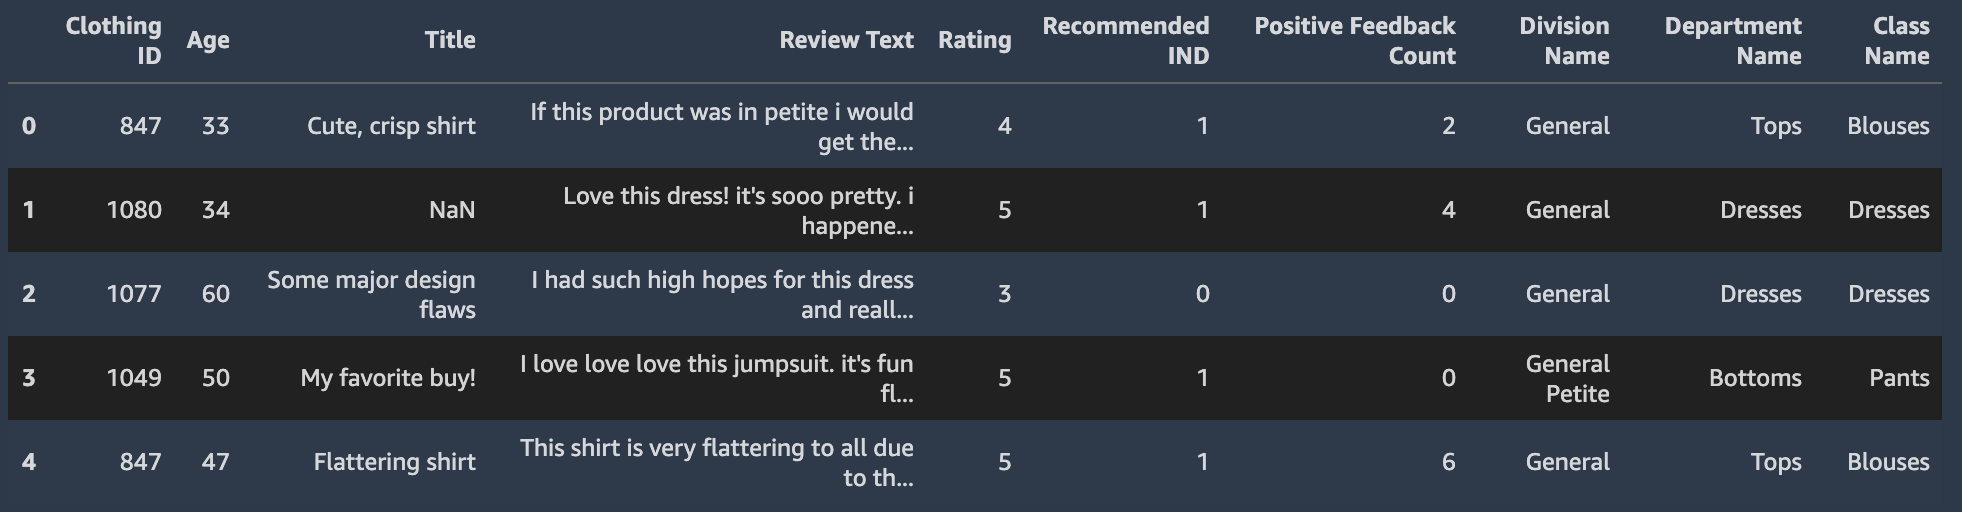 Clothing ID Age Title Review Text Rating Recommended IND Positive Feedback Count Division Name Department Name Class Name
0 847 33 Cute, crisp shirt If this product was in petite i would get the... 4 1 2 General Tops Blouses
1 1080 34 NaN Love this dress! it's sooo pretty. i happene... 5 1 4 General Dresses Dresses
2 1077 60 Some major design flaws I had such high hopes for this dress and reall... 3 0 0 General Dresses Dresses
3 1049 50 My favorite buy! I love love love this jumpsuit. it's fun fl... 5 1 0 General Petite Bottoms Pants
4 847 47 Flattering shirt This shirt is very flattering to all due to th... 5 1 6 General Tops Blouses